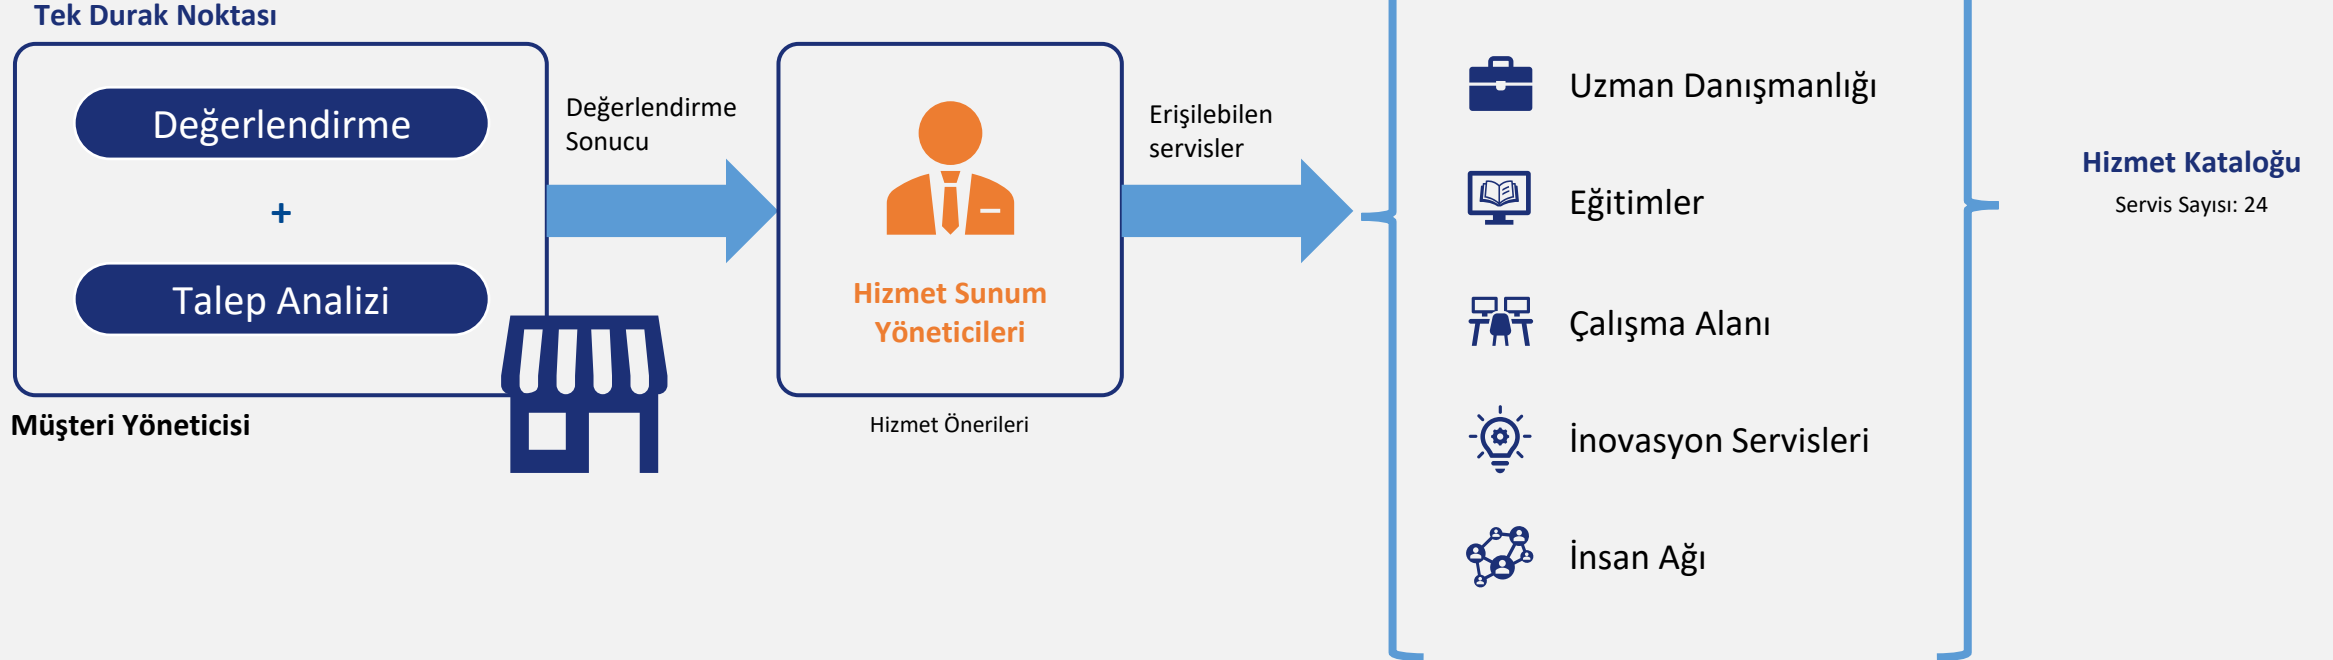 Tek Durak Noktası
Değerlendirme
+
Talep Analizi
Müşteri Yöneticisi
Değerlendirme
Sonucu
Hizmet Sunum
Yöneticileri
Hizmet Önerileri
Erişilebilen
servisler
Uzman Danışmanlığı
Eğitimler
Çalışma Alanı
İnovasyon Servisleri
İnsan Ağı
Hizmet Kataloğu
Servis Sayısı: 24